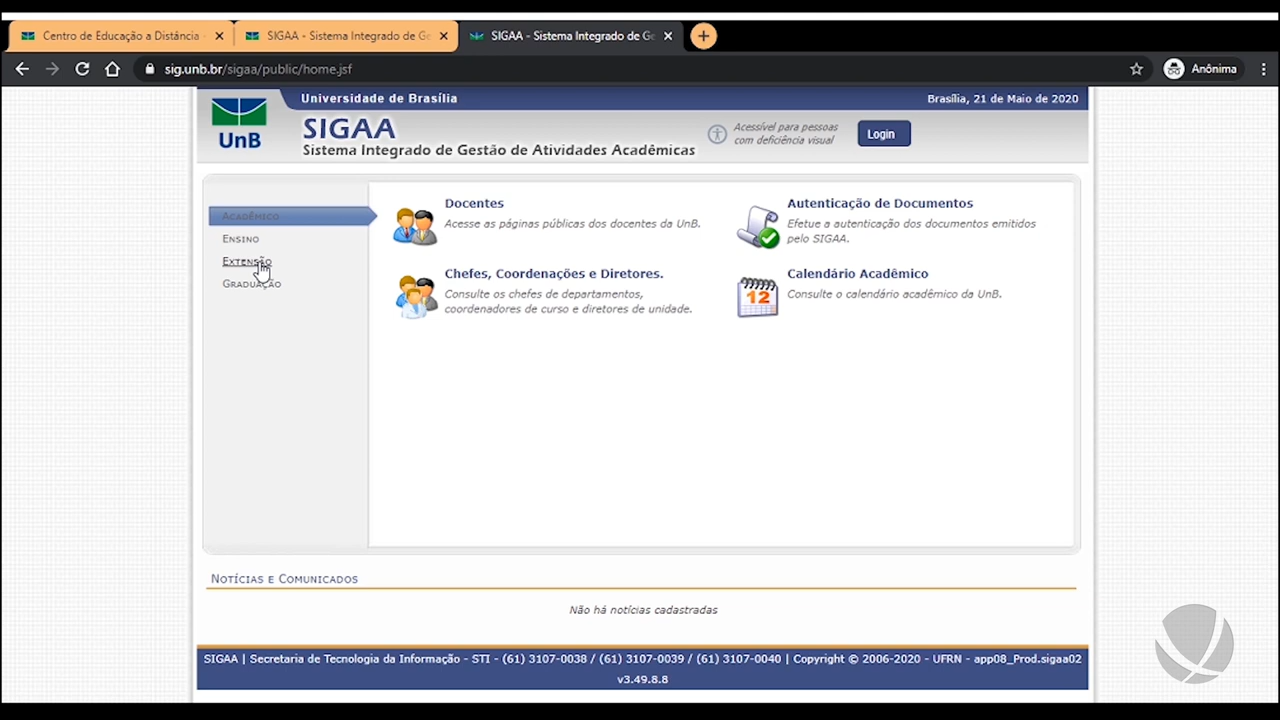 Centro de Educação a Distância
SIGAA - Sistema Integrado de Ge
SIGAA - Sistema Integrado de Ge
sig.unb.br/sigaa/public/home.jsf
Anônima
Universidade de Brasília
Brasília, 21 de Maio de 2020
UnB
SIGAA
Sistema Integrado de Gestão de Atividades Acadêmicas
Acessível para pessoas
com deficiência visual
Login
Acadêmico
Ensino
Extensão
Graduação
Docentes
Acesse as páginas públicas dos docentes da UnB.
Autenticação de Documentos
Efetue a autenticação dos documentos emitidos
pelo SIGAA.
Chefes, Coordenações e Diretores.
Consulte os chefes de departamentos,
coordenadores de curso e diretores de unidade.
12
Calendário Acadêmico
Consulte o calendário acadêmico da UnB.
Notícias e Comunicados
Não há notícias cadastradas
SIGAA | Secretaria de Tecnologia da Informação - STI - (61) 3107-0038 / (61) 3107-0039 / (61) 3107-0040 | Copyright © 2006-2020 - UFRN - app08_Prod.sigaa02
v3.49.8.8